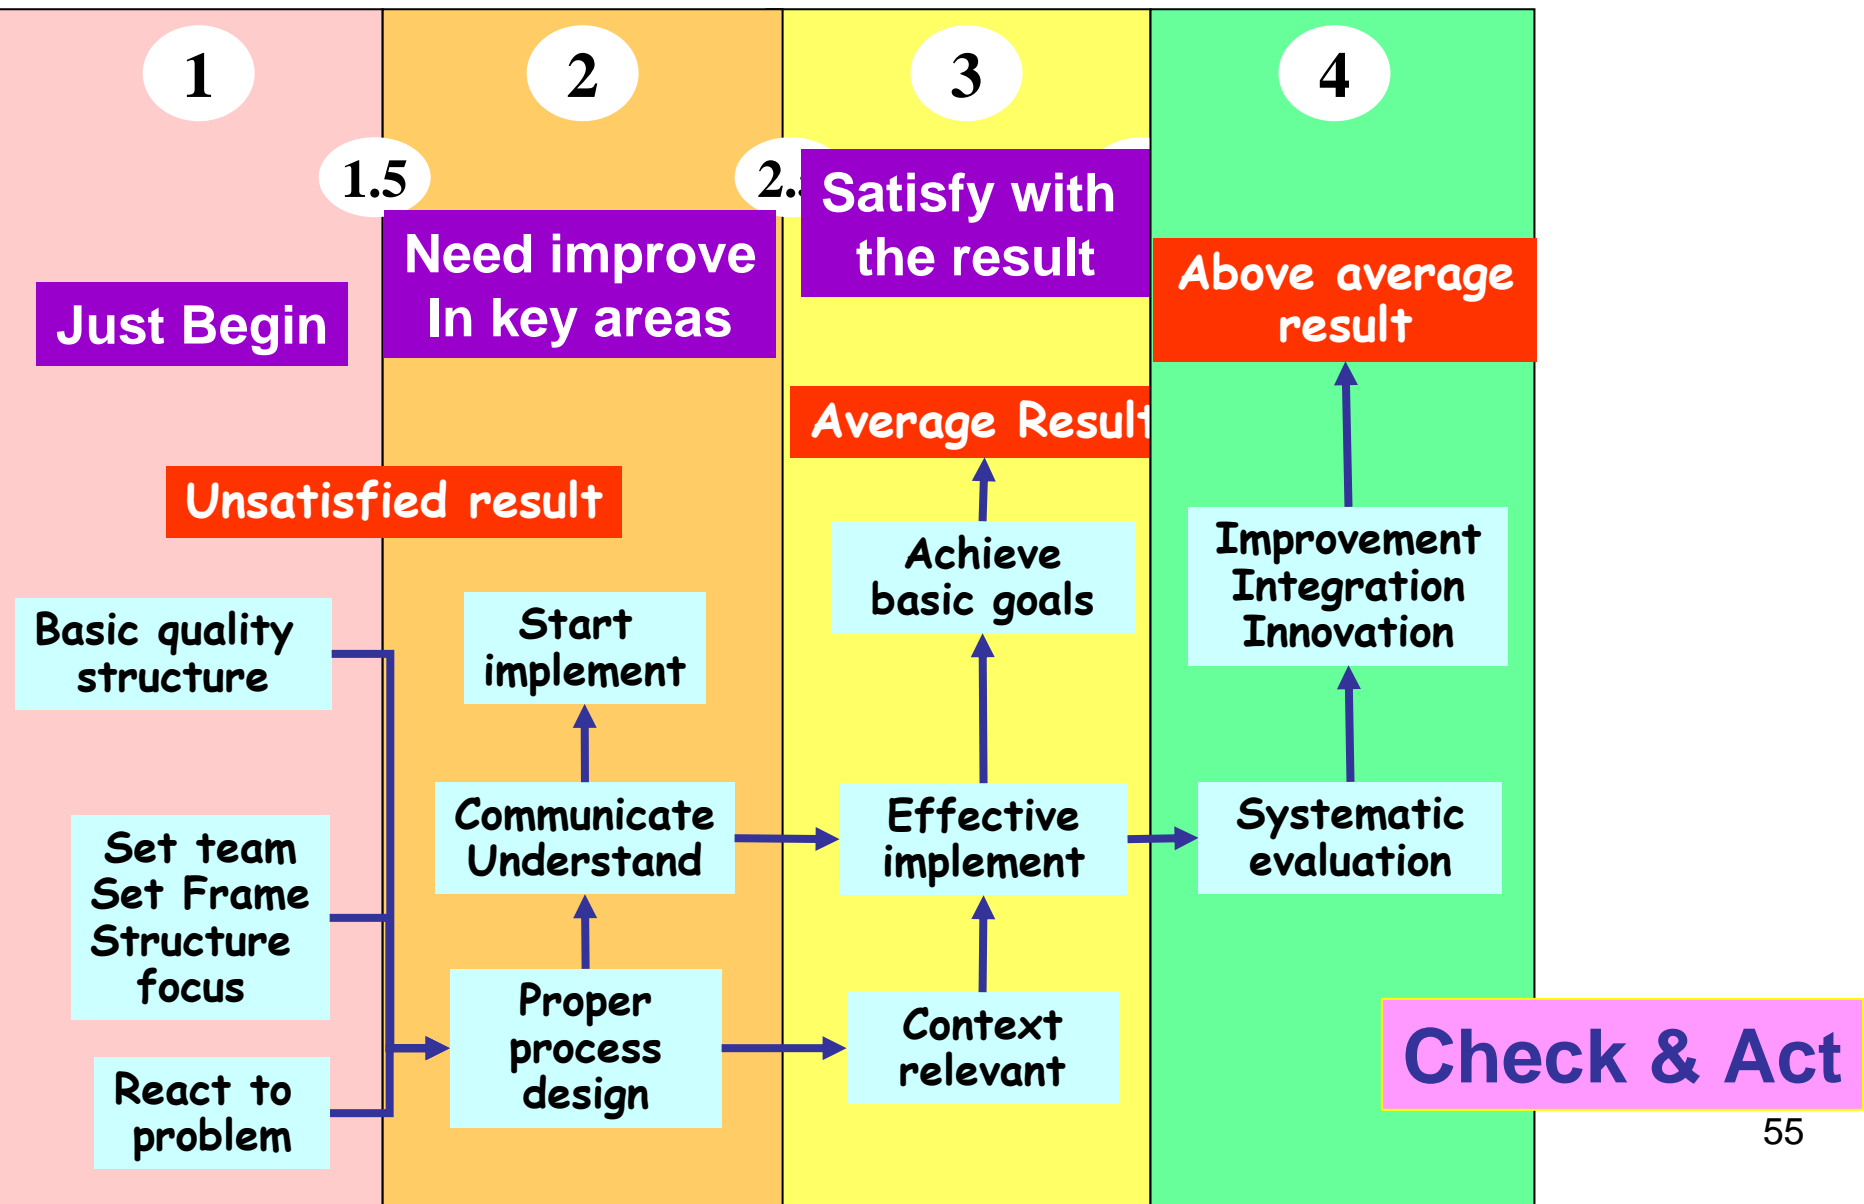 1
2
3
4
1.5
2.
Satisfy with
the result
Need improve
In key areas
Above average
result
Just Begin
Average Result
Unsatisfied result
Achieve
basic goals
Improvement
Integration
Innovation
Basic quality
structure
Start
implement
Communicate
Understand
Effective
implement
Systematic
evaluation
Set team
Set Frame
Structure
focus
Proper
process
design
Context
relevant
Check & Act
React to
problem
55